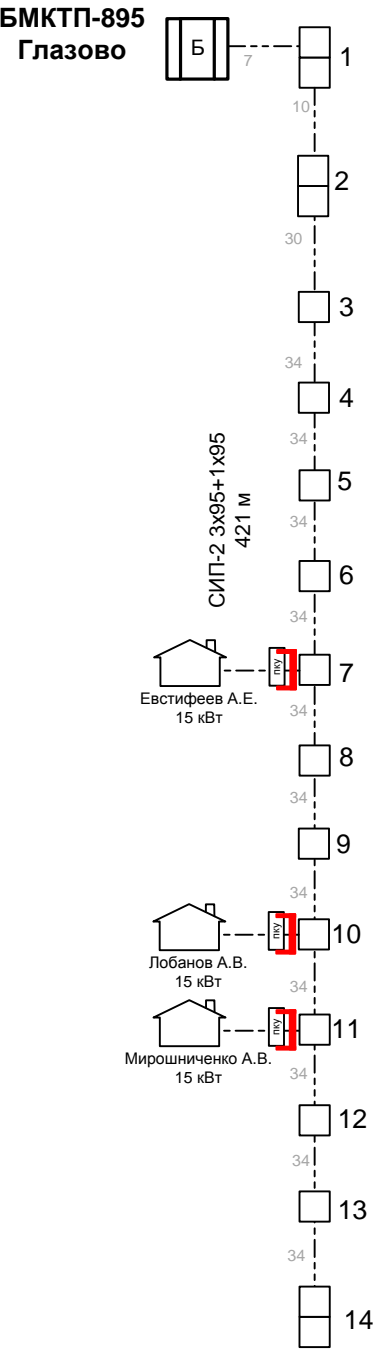 БМКТП-895
Глазово
Б
7
1
10
2
30
3
34
4
34
5
34
6
34
СИП-2 3х95+1х95
421 м
пку
7
Евстифеев А.Е.
15 кВт
34
8
34
9
34
пку
10
Лобанов А.В.
15 кВт
34
пку
11
Мирошниченко А.В.
15 кВт
34
12
34
13
34
14